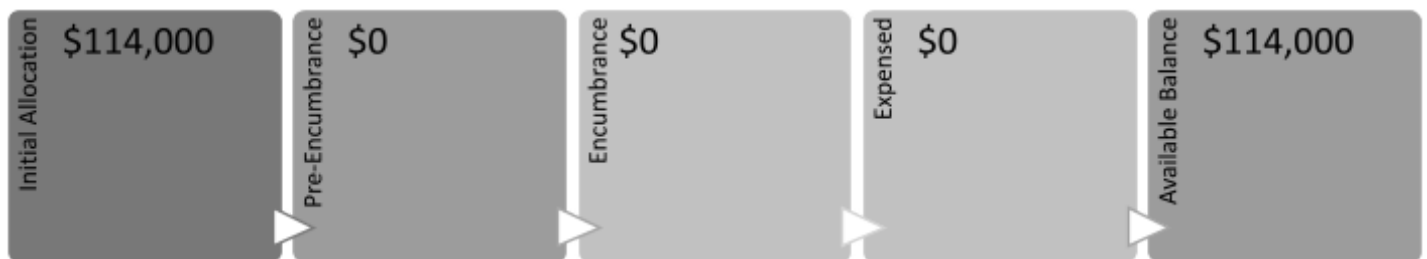 Initial Allocation
$114,000
Pre-Encumbrance
$0
Encumbrance
$0
Expensed
$0
Available Balance
$114,000